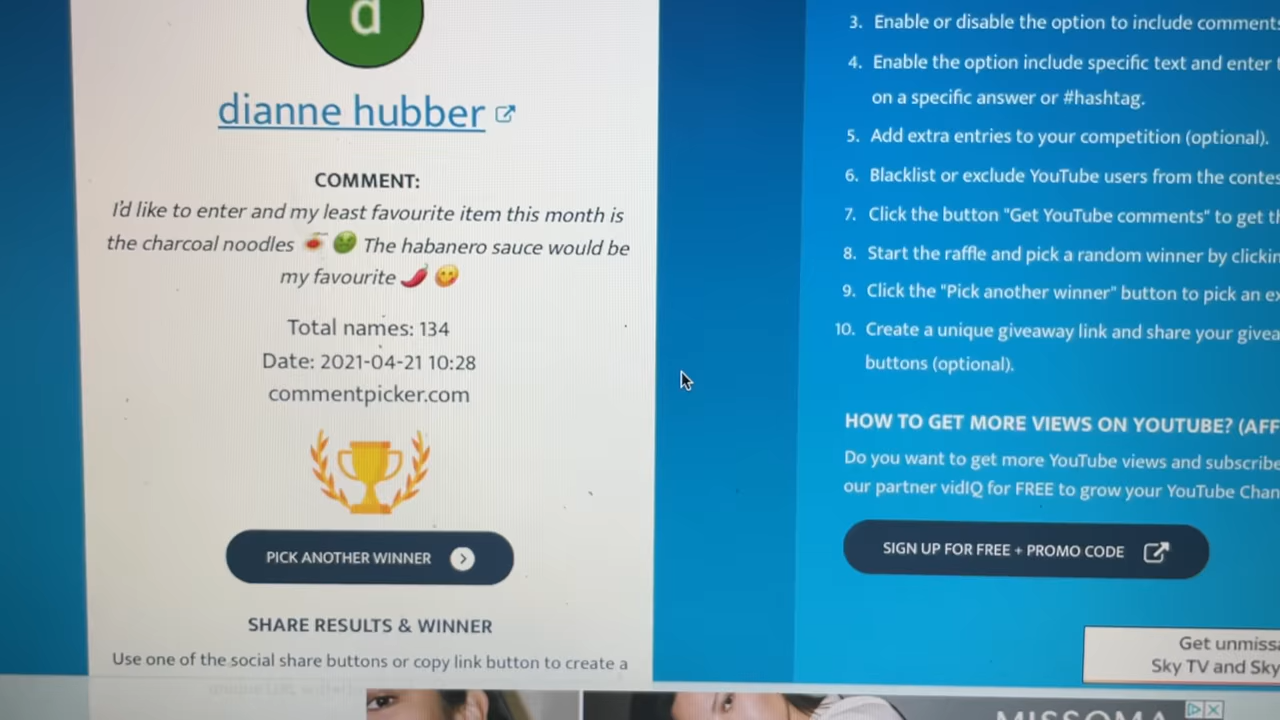 d
dianne hubber
COMMENT:
I'd like to enter and my least favourite item this month is
the charcoal noodles 🍝 🤢 The habanero sauce would be
my favourite 🌶️ 😋
Total names: 134
Date: 2021-04-21 10:28
commentpicker.com
PICK ANOTHER WINNER
SHARE RESULTS & WINNER
Use one of the social share buttons or copy link button to create a
3. Enable or disable the option to include comments
4. Enable the option include specific text and enter
on a specific answer or #hashtag.
5. Add extra entries to your competition (optional).
6. Blacklist or exclude YouTube users from the contes
7. Click the button "Get YouTube comments" to get th
8. Start the raffle and pick a random winner by clickin
9. Click the "Pick another winner" button to pick an ex
10. Create a unique giveaway link and share your givea
buttons (optional).
HOW TO GET MORE VIEWS ON YOUTUBE? (AFF
Do you want to get more YouTube views and subscribe
our partner vidIQ for FREE to grow your YouTube Chan
SIGN UP FOR FREE + PROMO CODE
Get unmissa
Sky TV and Sky
MISSOMA